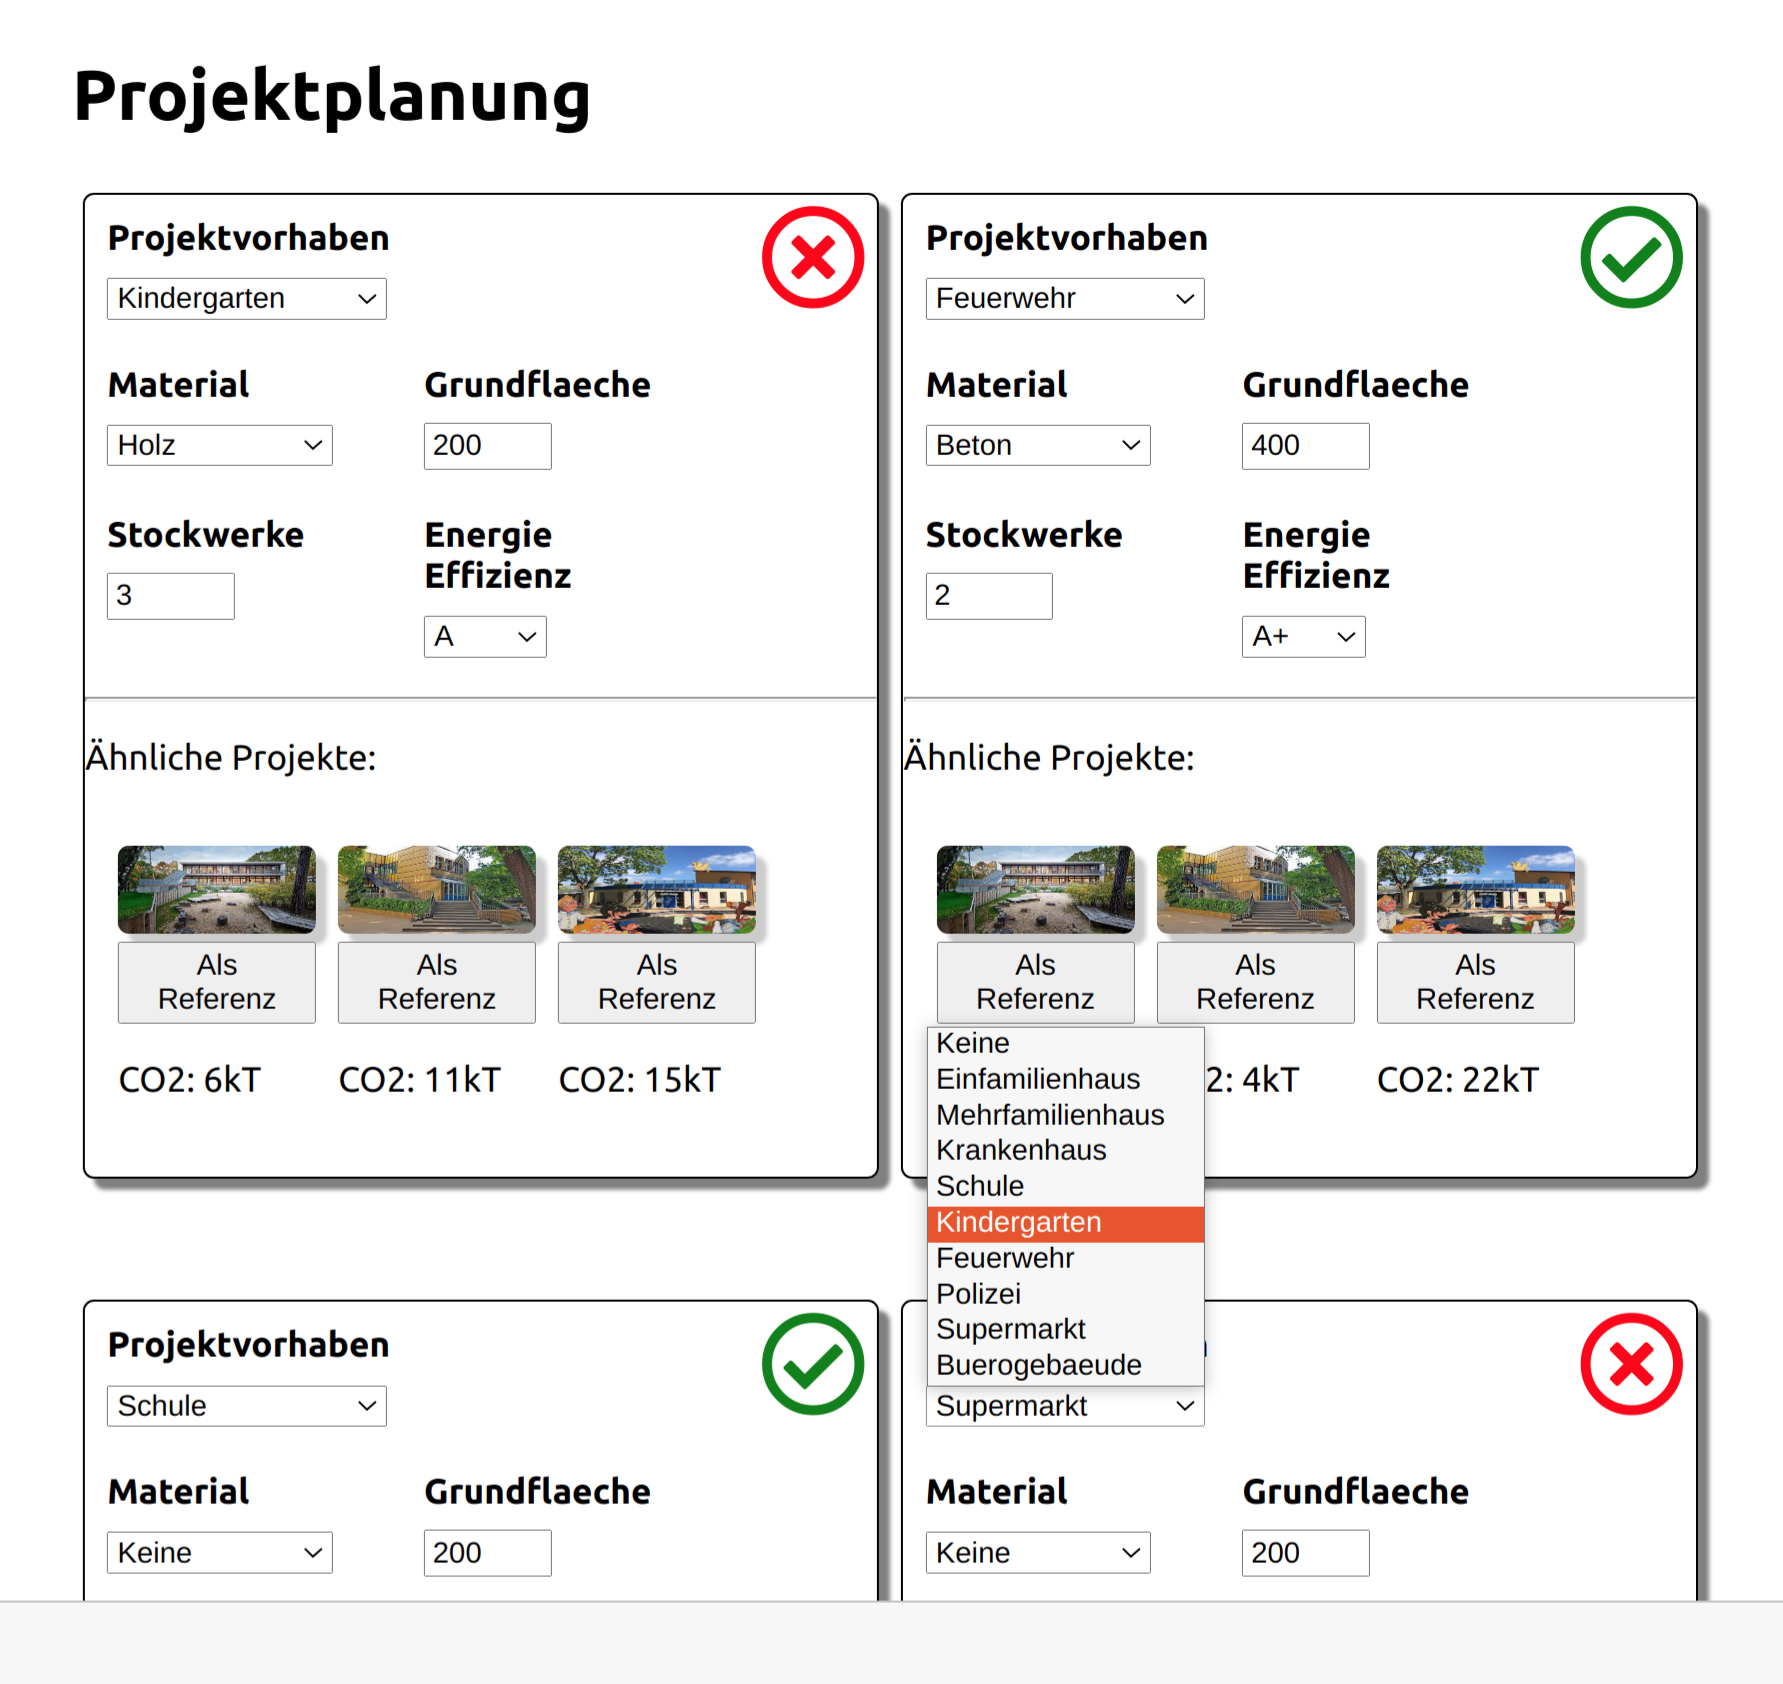 Projektplanung
Projektvorhaben
Kindergarten
Material
Grundflaeche
Holz
200
Stockwerke
Energie
Effizienz
3
A
Ähnliche Projekte:
Als
Referenz
Als
Referenz
Als
Referenz
CO2: 6kT
CO2: 11kT
CO2: 15kT
Projektvorhaben
Feuerwehr
Material
Grundflaeche
Beton
400
Stockwerke
Energie
Effizienz
2
A+
Ähnliche Projekte:
Als
Referenz
Als
Referenz
Als
Referenz
2: 4kT
CO2: 22kT
Keine
Einfamilienhaus
Mehrfamilienhaus
Krankenhaus
Schule
Kindergarten
Feuerwehr
Polizei
Supermarkt
Buerogebaeude
Projektvorhaben
Schule
Material
Grundflaeche
Keine
200
Supermarkt
Material
Grundflaeche
Keine
200